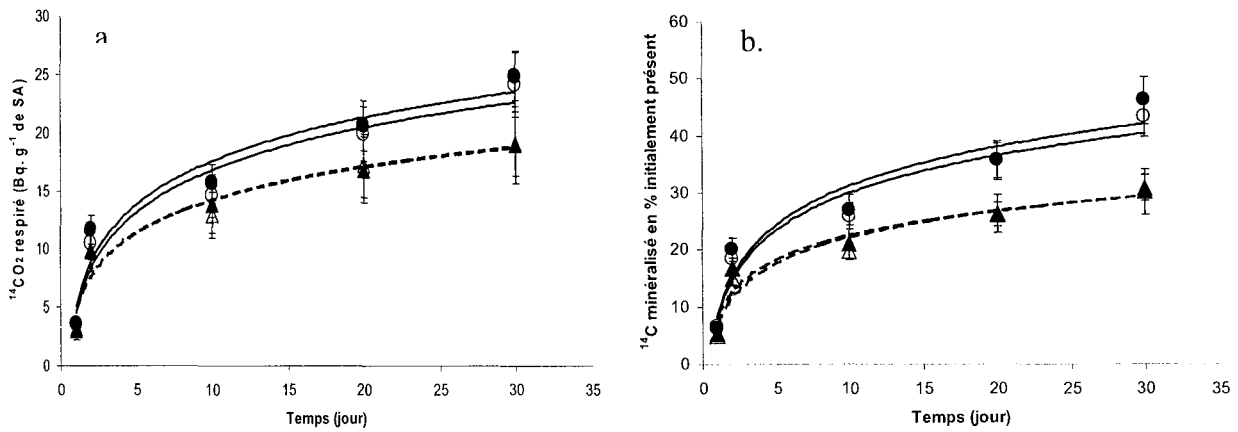 a
30
25
20
15
10
5
0
¹⁴CO₂ respiré (Bq. g⁻¹ de SA)
0 5 10 15 20 25 30 35
Temps (jour)
b.
60
50
40
30
20
10
0
¹⁴C minéralisé en % initialement présent
0 5 10 15 20 25 30 35
Temps (jour)